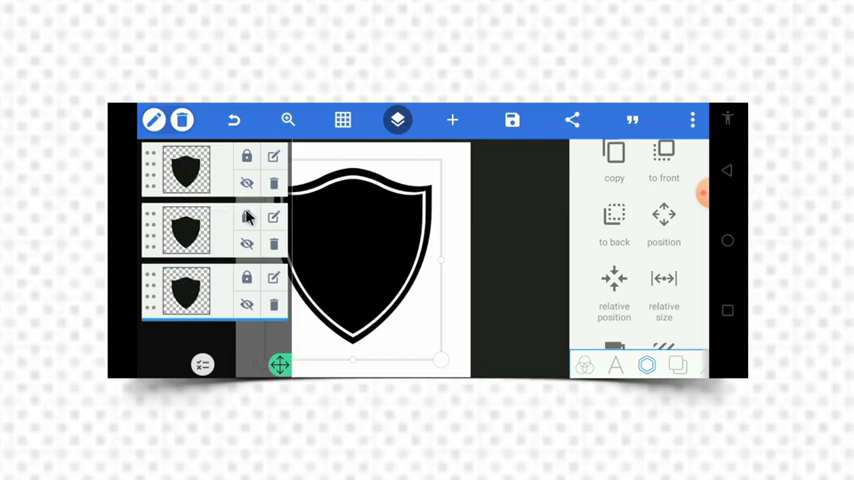 copy
to front
to back
position
relative
position
relative
size